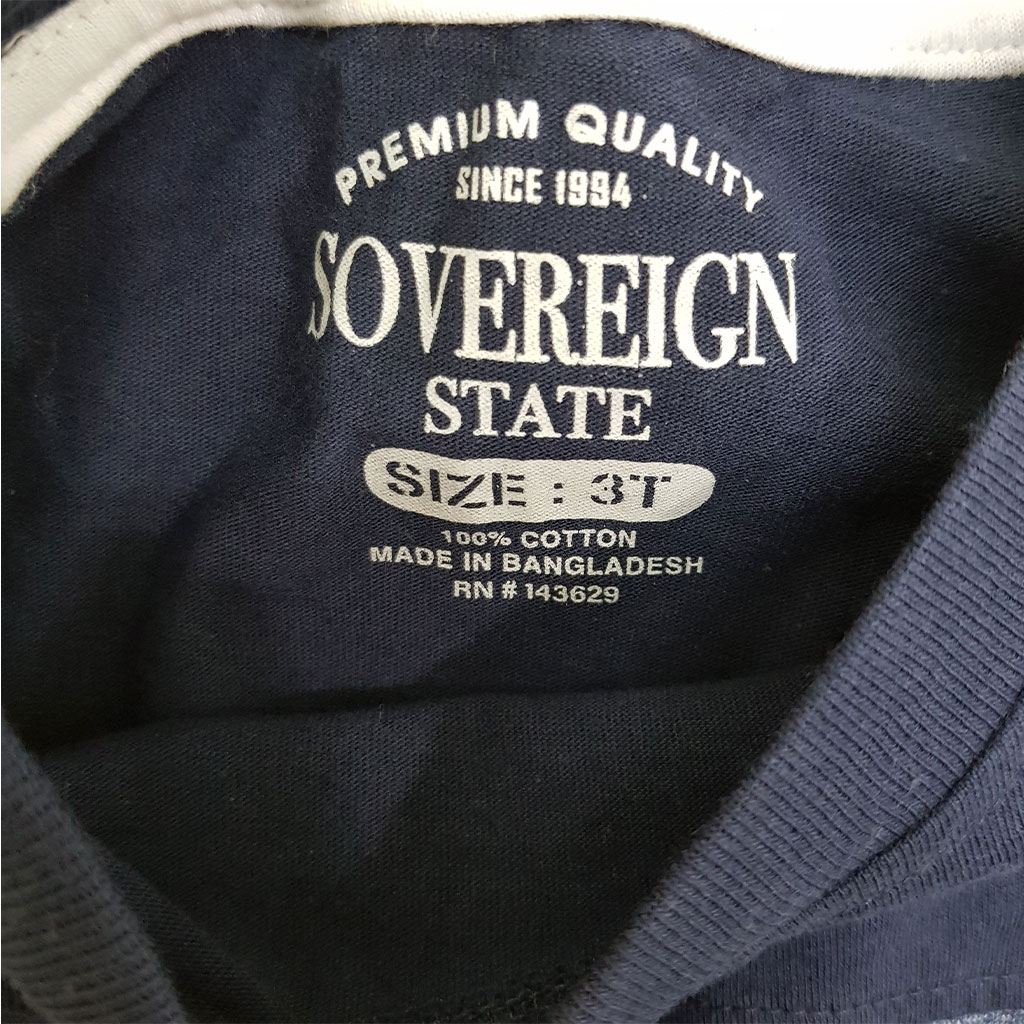 PREMIUM QUALITY
SINCE 1994
SOVEREIGN
STATE
SIZE : 3T
100% COTTON
MADE IN BANGLADESH
RN # 143629